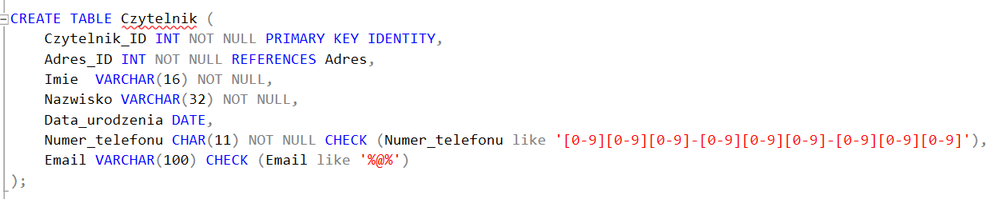 CREATE TABLE Czytelnik (
    Czytelnik_ID INT NOT NULL PRIMARY KEY IDENTITY,
    Adres_ID INT NOT NULL REFERENCES Adres,
    Imie  VARCHAR(16) NOT NULL,
    Nazwisko VARCHAR(32) NOT NULL,
    Data_urodzenia DATE,
    Numer_telefonu CHAR(11) NOT NULL CHECK (Numer_telefonu like '[0-9][0-9][0-9]-[0-9][0-9][0-9]-[0-9][0-9][0-9]'),
    Email VARCHAR(100) CHECK (Email like '%@%')
);